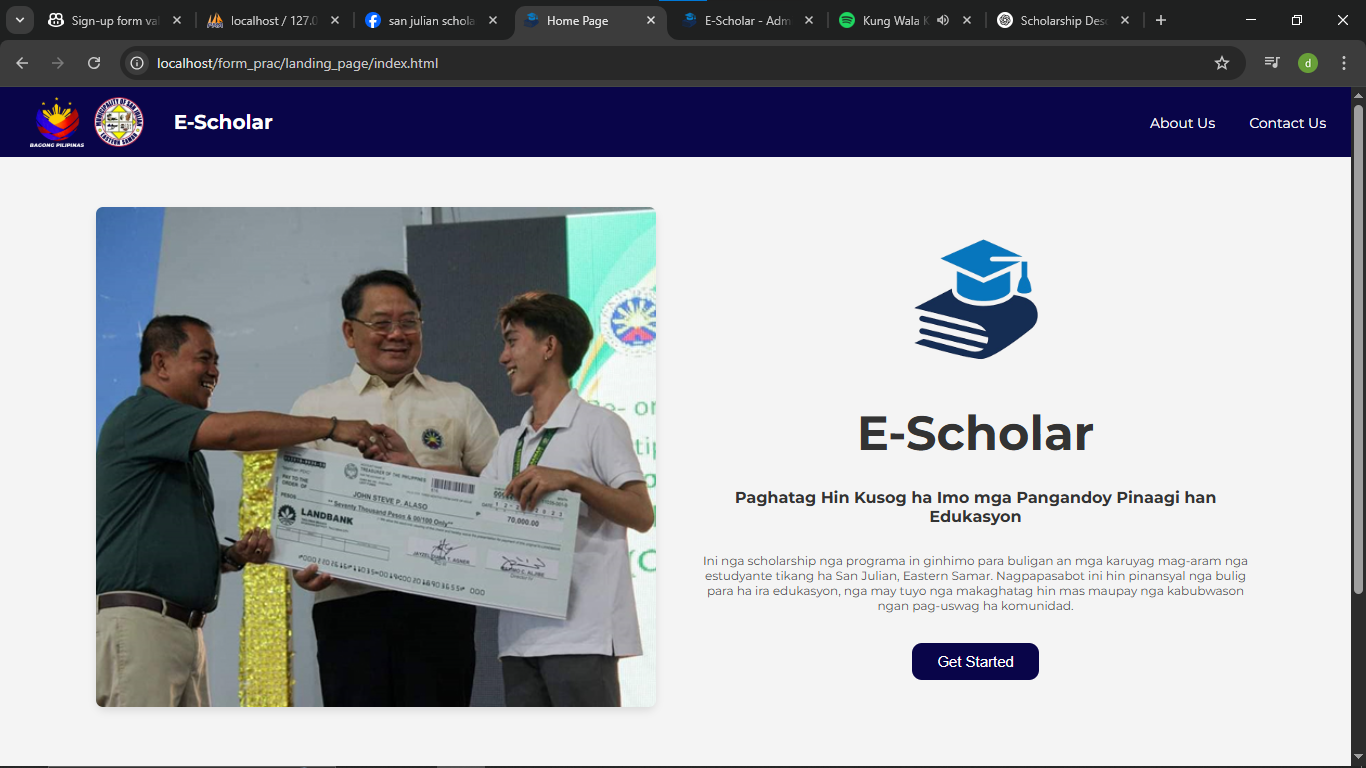 Sign-up form va
localhost / 127.0
san julian schola
Home Page
E-Scholar - Adm
Kung Wala K
Scholarship Des
localhost/form_prac/landing_page/index.html
d
BAGONG PILIPINAS
E-Scholar
About Us
Contact Us
TREASURER OF THE PHILIPPINES
PAY TO THE
ORDER OF
JOHN STEVE P. ALASO
PESOS
** Seventy Thousand Pesos & 00/100 Only**
70,000.00
LANDBANK
E-Scholar
Paghatag Hin Kusog ha Imo mga Pangandoy Pinaagi han
Edukasyon
Ini nga scholarship nga programa in ginhimo para buligan an mga karuyag mag-aram nga
estudyante tikang ha San Julian, Eastern Samar. Nagpapasabot ini hin pinansyal nga bulig
para ha ira edukasyon, nga may tuyo nga makaghatag hin mas maupay nga kabubwason
ngan pag-uswag ha komunidad.
Get Started